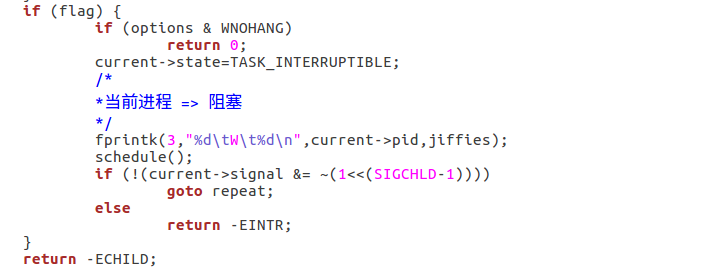 if (flag) {
if (options & WNOHANG)
return 0;
current->state=TASK_INTERRUPTIBLE;
/*
*当前进程 => 阻塞
*/
fprintk(3,"%d\tW\t%d\n",current->pid,jiffies);
schedule();
if (!(current->signal &= ~(1<<(SIGCHLD-1))))
goto repeat;
else
return -EINTR;
}
return -ECHILD;